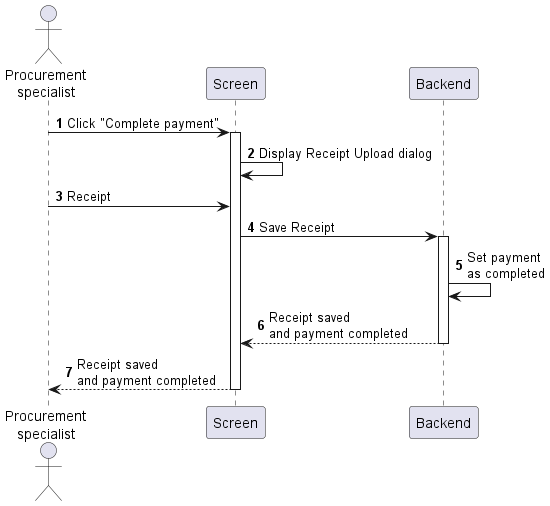 Procurement
specialist
Screen
Backend
1 Click "Complete payment"
2 Display Receipt Upload dialog
3 Receipt
4 Save Receipt
5 Set payment
as completed
6 Receipt saved
and payment completed
7 Receipt saved
and payment completed
Procurement
specialist
Screen
Backend